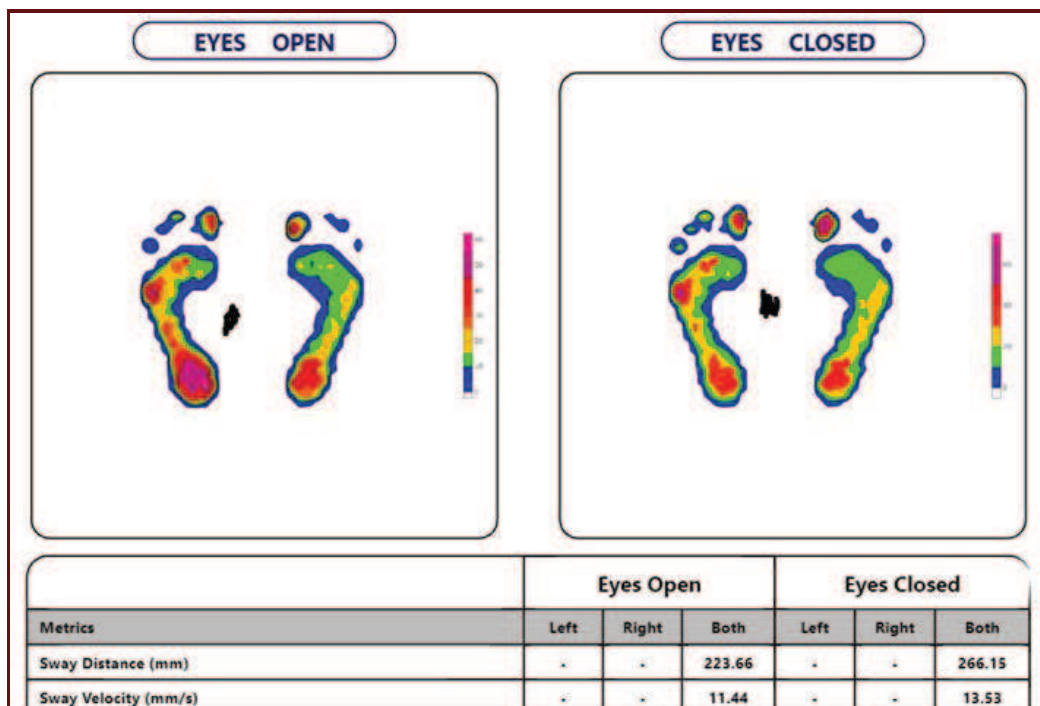 EYES OPEN
EYES CLOSED
Eyes Open Eyes Closed
Metrics Left Right Both Left Right Both
Sway Distance (mm) - - 223.66 - - 266.15
Sway Velocity (mm/s) - - 11.44 - - 13.53